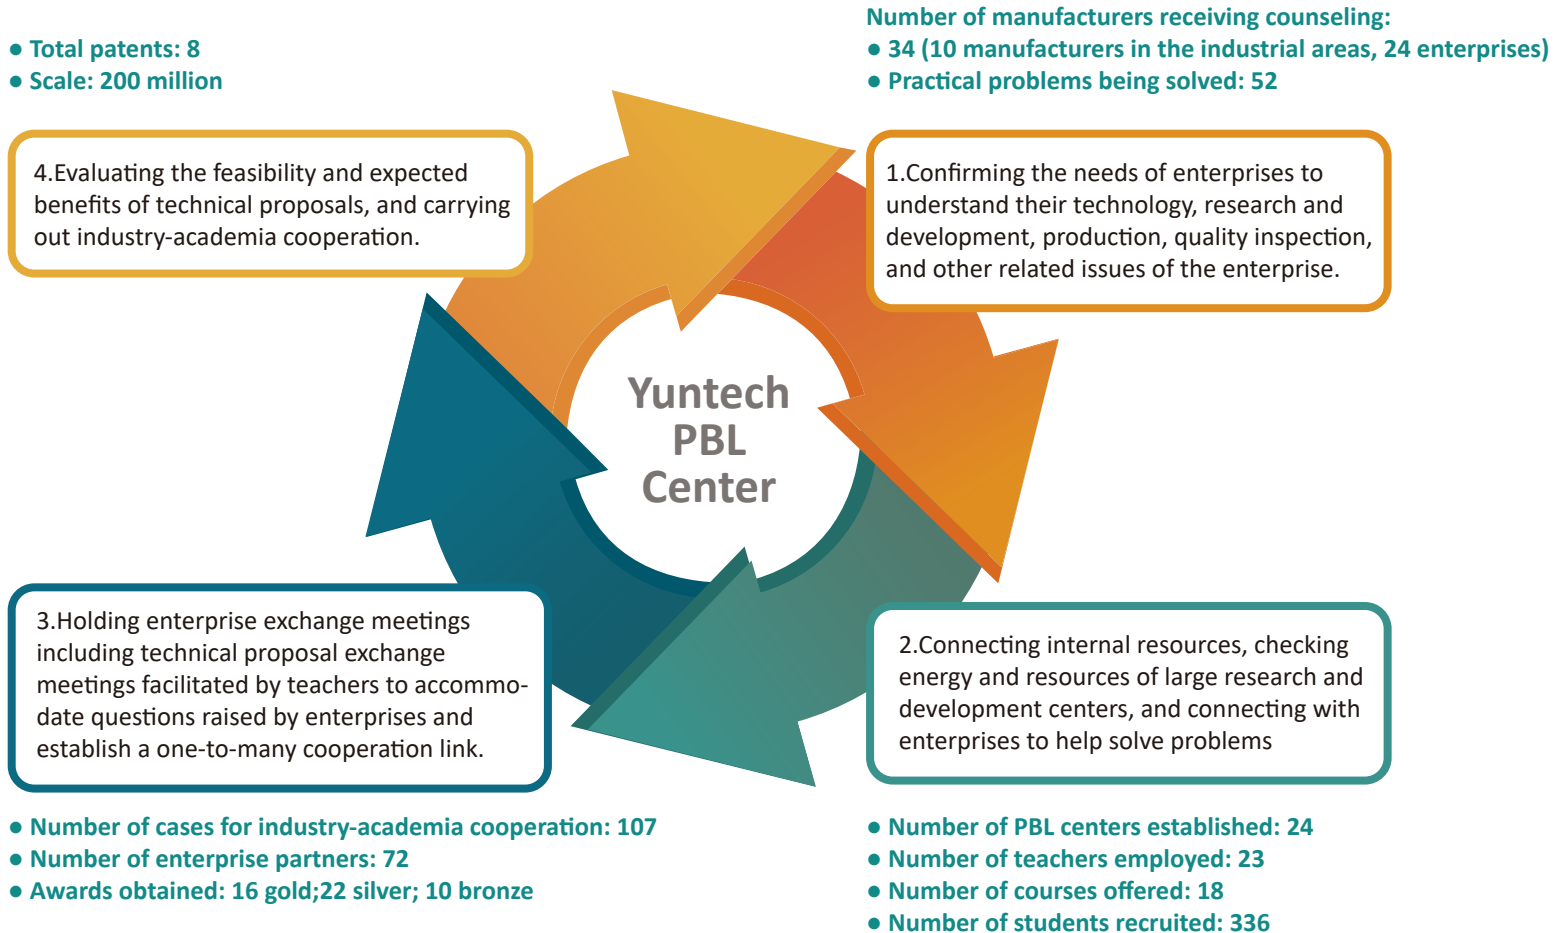 ● Total patents: 8
● Scale: 200 million
Number of manufacturers receiving counseling:
● 34 (10 manufacturers in the industrial areas, 24 enterprises)
● Practical problems being solved: 52
4.Evaluating the feasibility and expected
benefits of technical proposals, and carrying
out industry-academia cooperation.
1.Confirming the needs of enterprises to
understand their technology, research and
development, production, quality inspection,
and other related issues of the enterprise.
Yuntech
PBL
Center
3.Holding enterprise exchange meetings
including technical proposal exchange
meetings facilitated by teachers to accommo-
date questions raised by enterprises and
establish a one-to-many cooperation link.
2.Connecting internal resources, checking
energy and resources of large research and
development centers, and connecting with
enterprises to help solve problems
● Number of cases for industry-academia cooperation: 107
● Number of enterprise partners: 72
● Awards obtained: 16 gold;22 silver; 10 bronze
● Number of PBL centers established: 24
● Number of teachers employed: 23
● Number of courses offered: 18
● Number of students recruited: 336